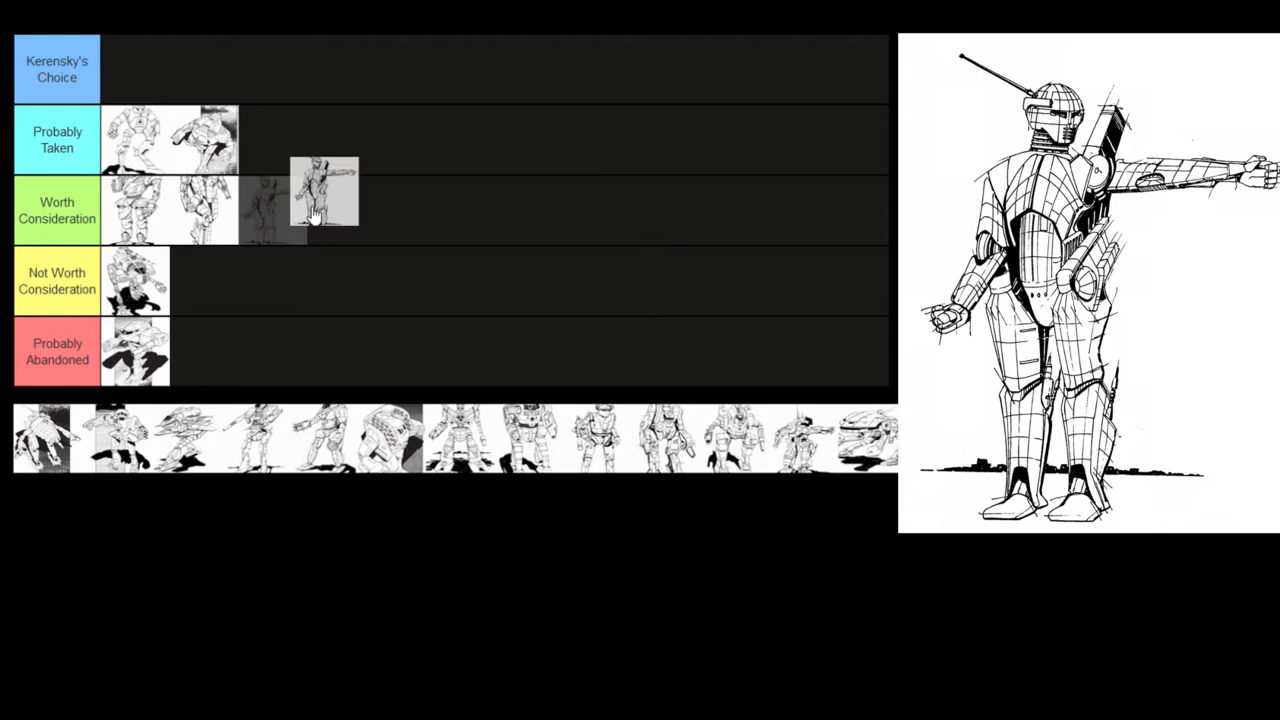 Kerensky's
Choice
Probably
Taken
Worth
Consideration
Not Worth
Consideration
Probably
Abandoned